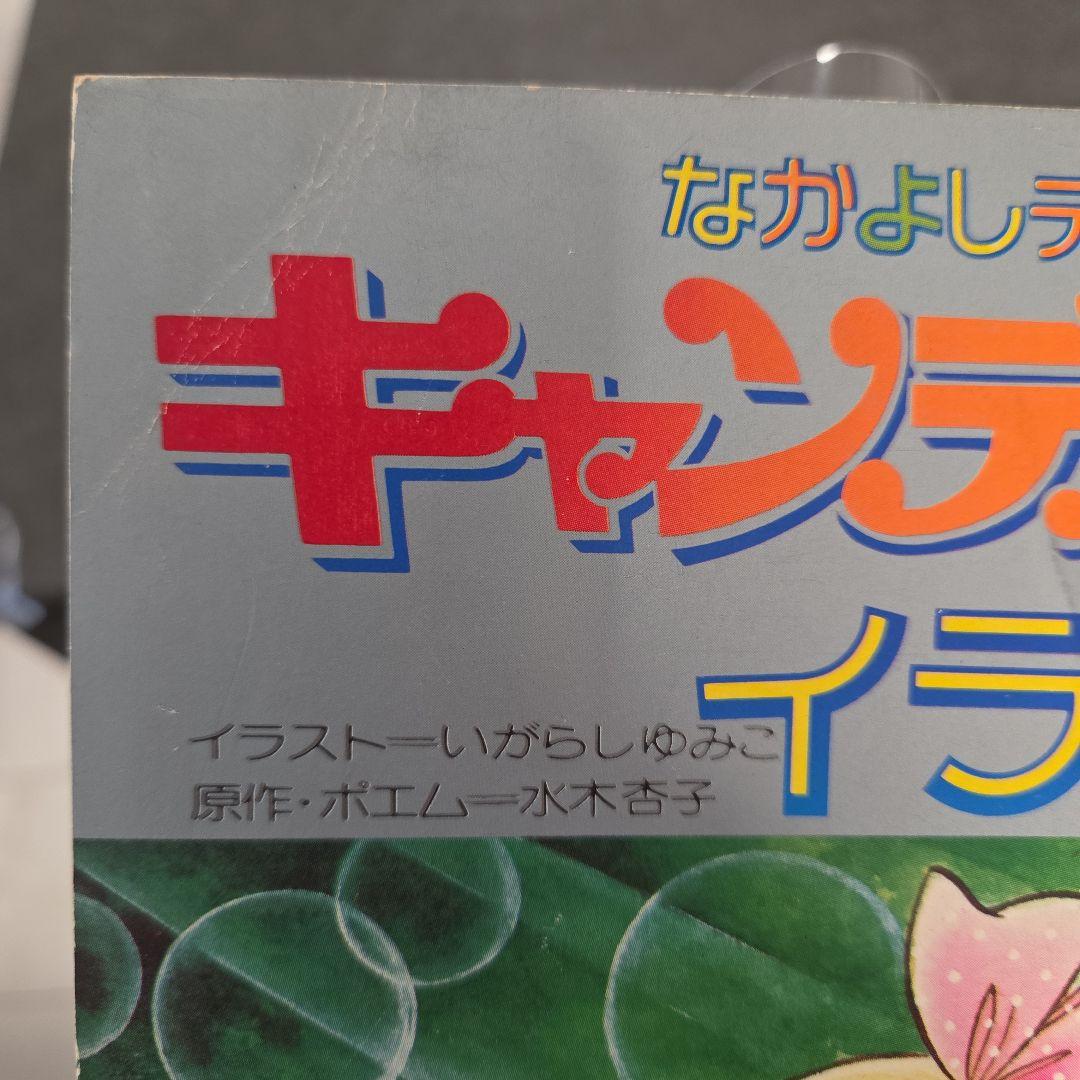 なかよしデ
キャンデ
イラ
イラスト=いがらしゆみこ
原作・ポエム=水木杏子